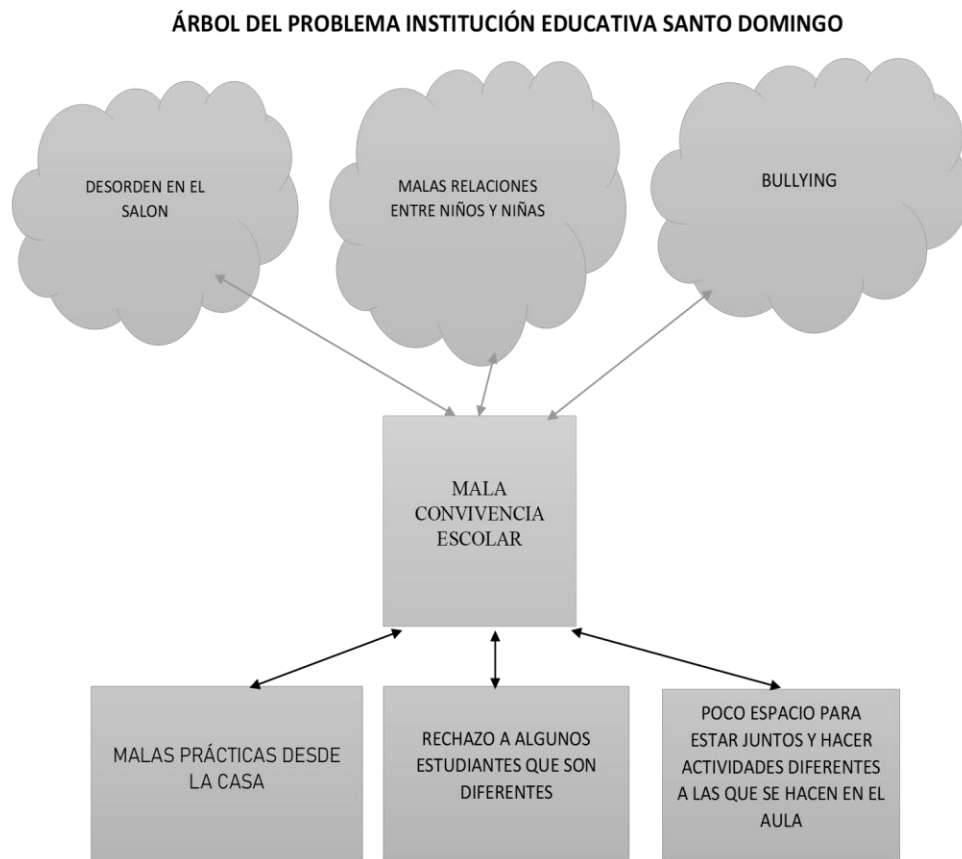 ÁRBOL DEL PROBLEMA INSTITUCIÓN EDUCATIVA SANTO DOMINGO
DESORDEN EN EL
SALON
MALAS RELACIONES
ENTRE NIÑOS Y NIÑAS
BULLYING
MALA
CONVIVENCIA
ESCOLAR
MALAS PRÁCTICAS DESDE
LA CASA
RECHAZO A ALGUNOS
ESTUDIANTES QUE SON
DIFERENTES
POCO ESPACIO PARA
ESTAR JUNTOS Y HACER
ACTIVIDADES DIFERENTES
A LAS QUE SE HACEN EN EL
AULA